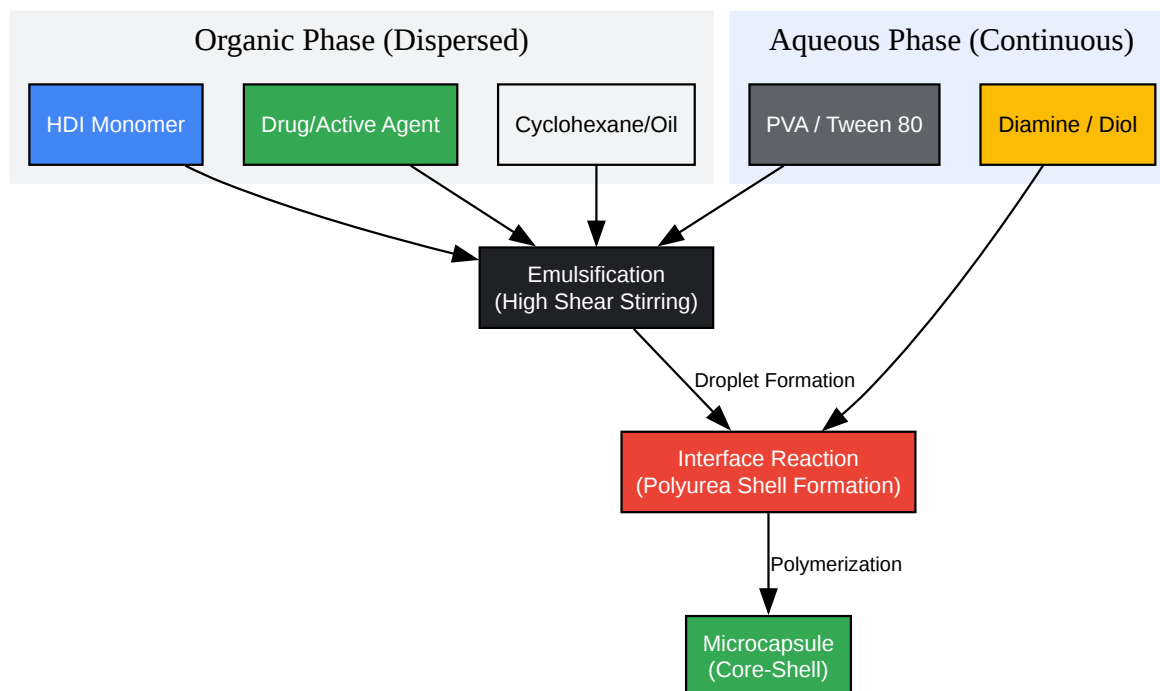 Organic Phase (Dispersed)
Aqueous Phase (Continuous)
HDI Monomer
Drug/Active Agent
Cyclohexane/Oil
PVA / Tween 80
Diamine / Diol
Emulsification
(High Shear Stirring)
Droplet Formation
Interface Reaction
(Polyurea Shell Formation)
Polymerization
Microcapsule
(Core-Shell)